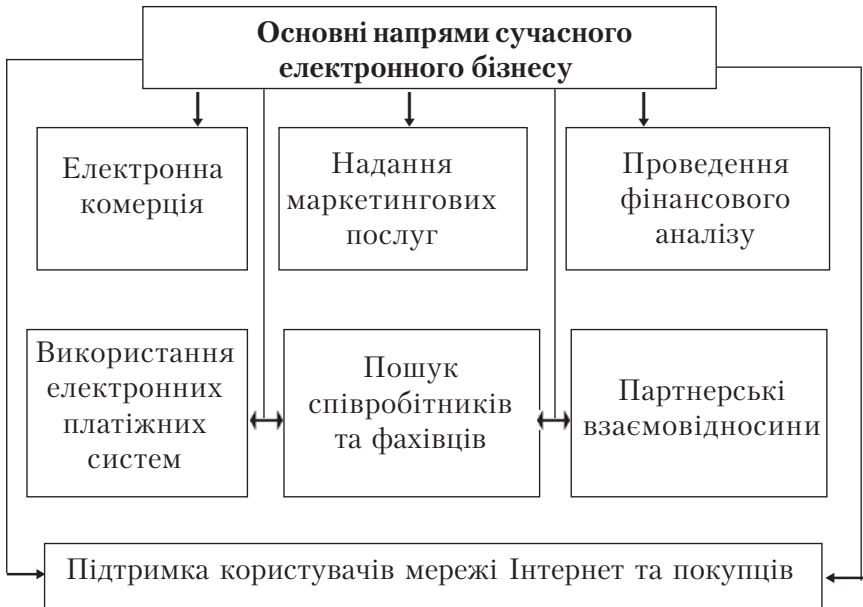 Основні напрями сучасного
електронного бізнесу
Електронна
комерція
Надання
маркетингових
послуг
Проведення
фінансового
аналізу
Використання
електронних
платіжних
систем
Пошук
співробітників
та фахівців
Партнерські
взаємовідносини
Підтримка користувачів мережі Інтернет та покупців